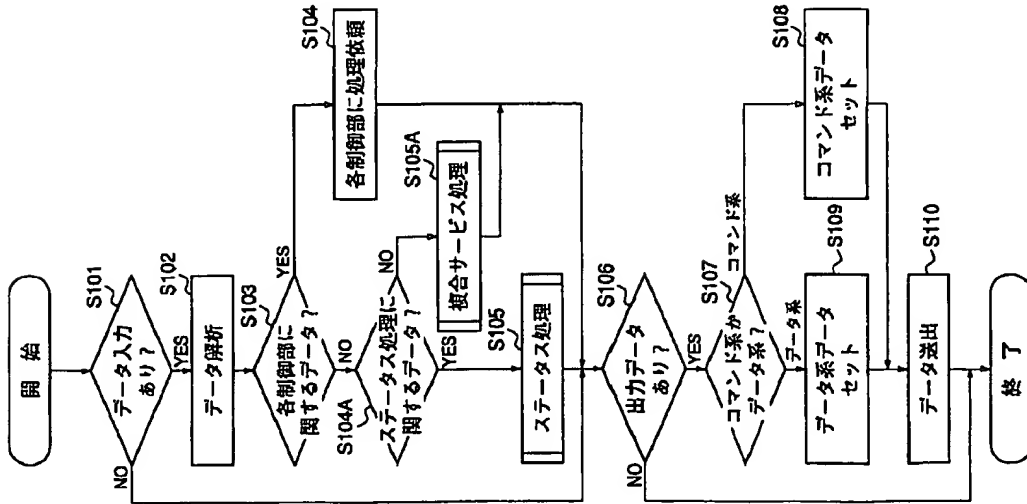 開 始
S101
データ入力
あり?
NO
YES
S102
データ解析
S103
各制御部に
関するデータ?
YES
NO
S104
各制御部に処理依頼
S104A
ステータス処理に
関するデータ?
NO
YES
S105A
複合サービス処理
S105
ステータス処理
S106
出力データ
あり?
NO
YES
S107
コマンド系か
データ系?
コマンド系
データ系
S108
コマンド系データ
セット
S109
データ系データ
セット
S110
データ送出
終 了